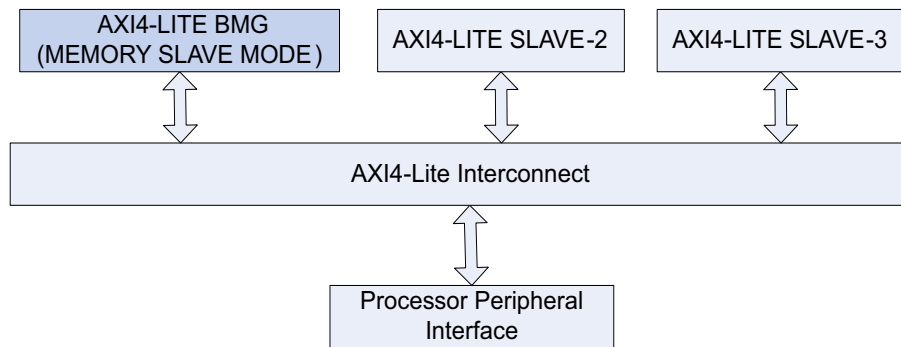 AXI4-LITE BMG
(MEMORY SLAVE MODE)
AXI4-LITE SLAVE-2
AXI4-LITE SLAVE-3
AXI4-Lite Interconnect
Processor Peripheral
Interface